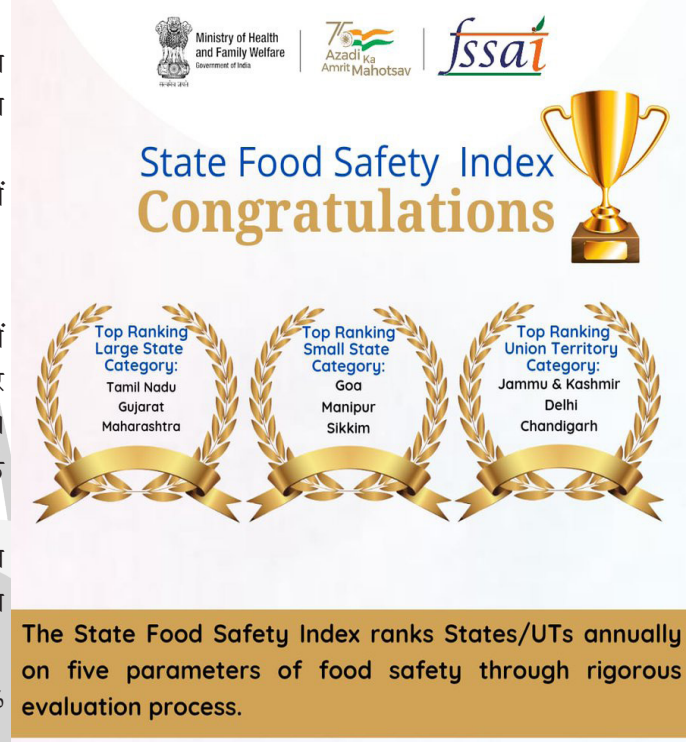 Ministry of Health
and Family Welfare
Government of India
सत्यमेव जयते
75
Azadi Ka
Amrit Mahotsav
fssai
State Food Safety Index
Congratulations
Top Ranking
Large State
Category:
Tamil Nadu
Gujarat
Maharashtra
Top Ranking
Small State
Category:
Goa
Manipur
Sikkim
Top Ranking
Union Territory
Category:
Jammu & Kashmir
Delhi
Chandigarh
The State Food Safety Index ranks States/UTs annually
on five parameters of food safety through rigorous
evaluation process.